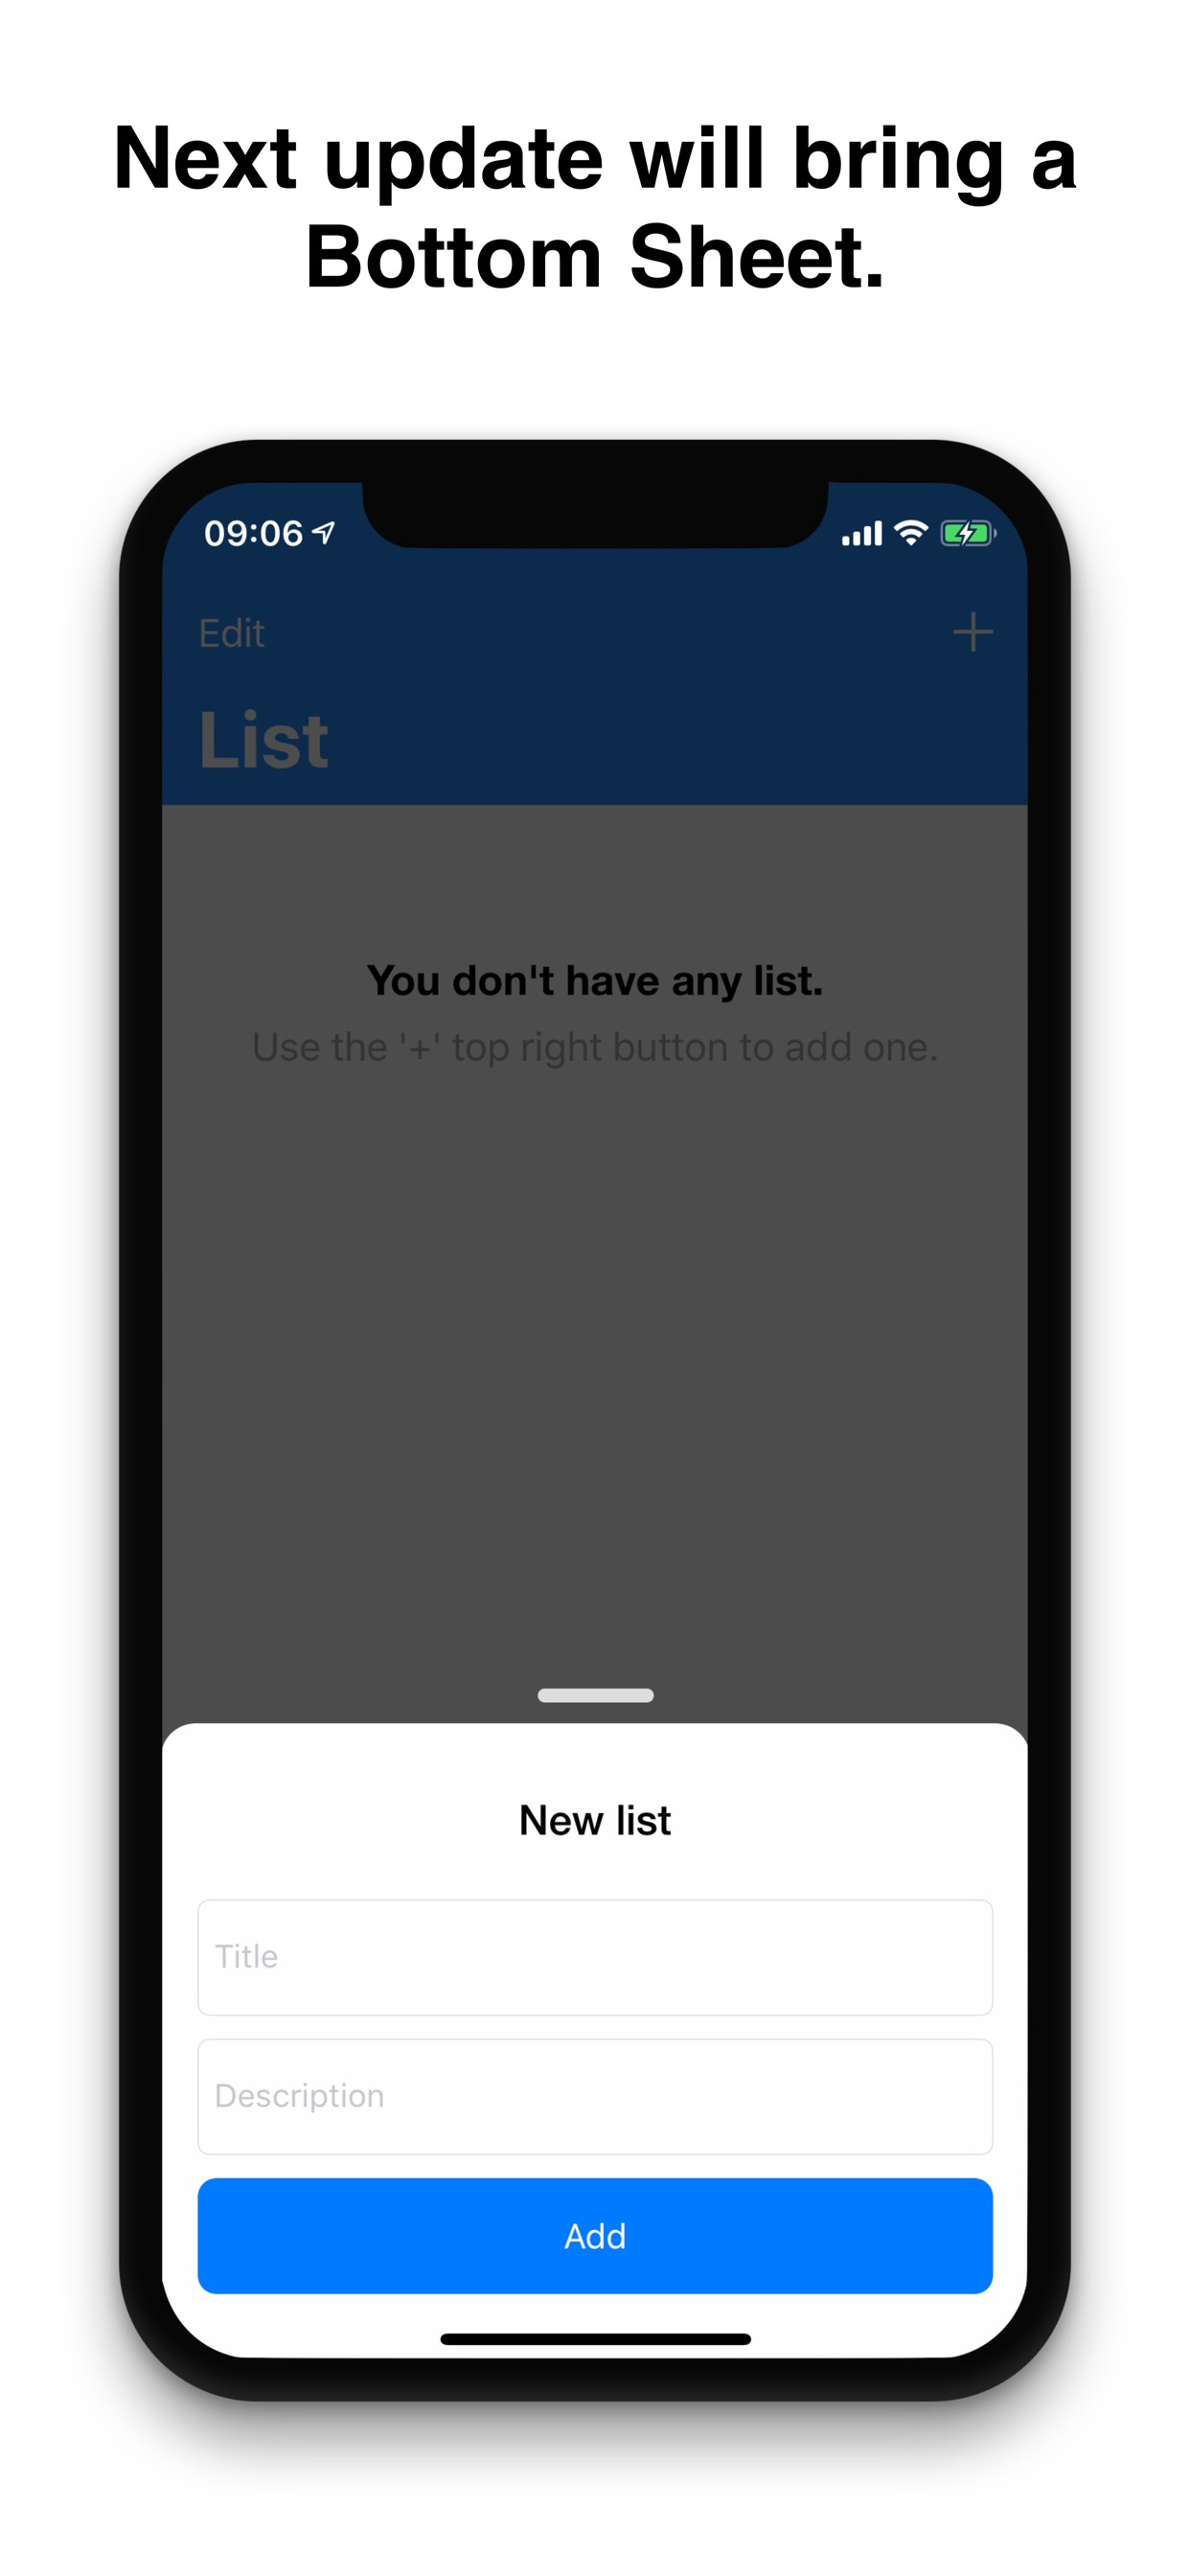 Next update will bring a
Bottom Sheet.
09:06
Edit
+
List
You don't have any list.
Use the '+' top right button to add one.
New list
Title
Description
Add